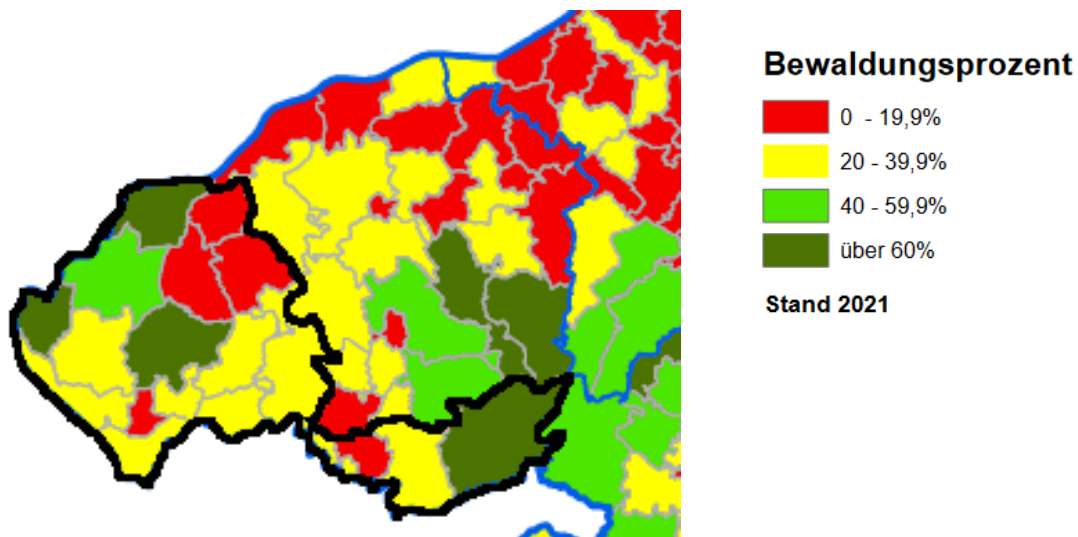 Bewaldungsprozent
0 - 19,9%
20 - 39,9%
40 - 59,9%
über 60%
Stand 2021